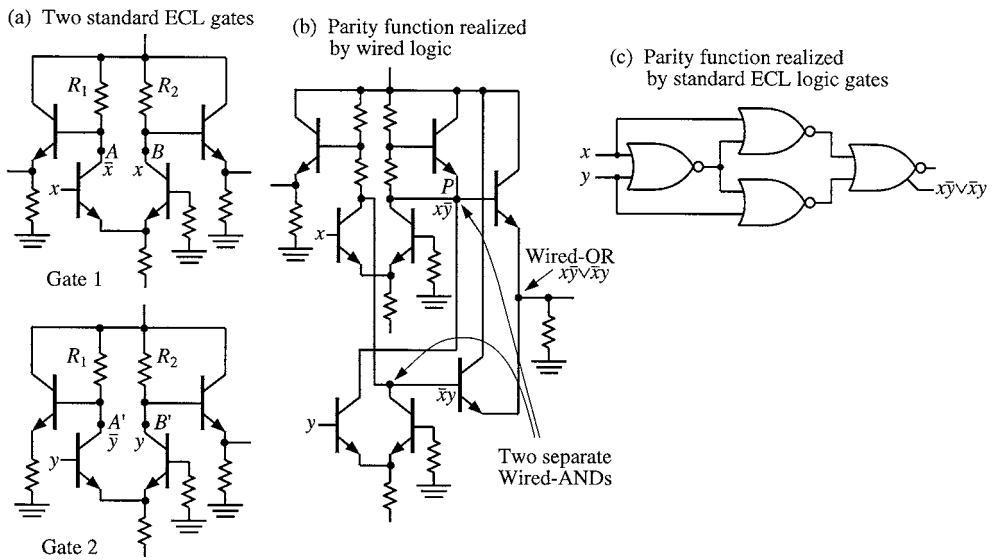 (a) Two standard ECL gates
R₁
R₂
A
x̄
B
x
x
Gate 1
R₁
R₂
A'
ȳ
B'
y
y
Gate 2
(b) Parity function realized
by wired logic
P
xȳ
x
Wired-OR
xȳ∨x̄y
x̄y
y
Two separate
Wired-ANDs
(c) Parity function realized
by standard ECL logic gates
x
y
xȳ∨x̄y